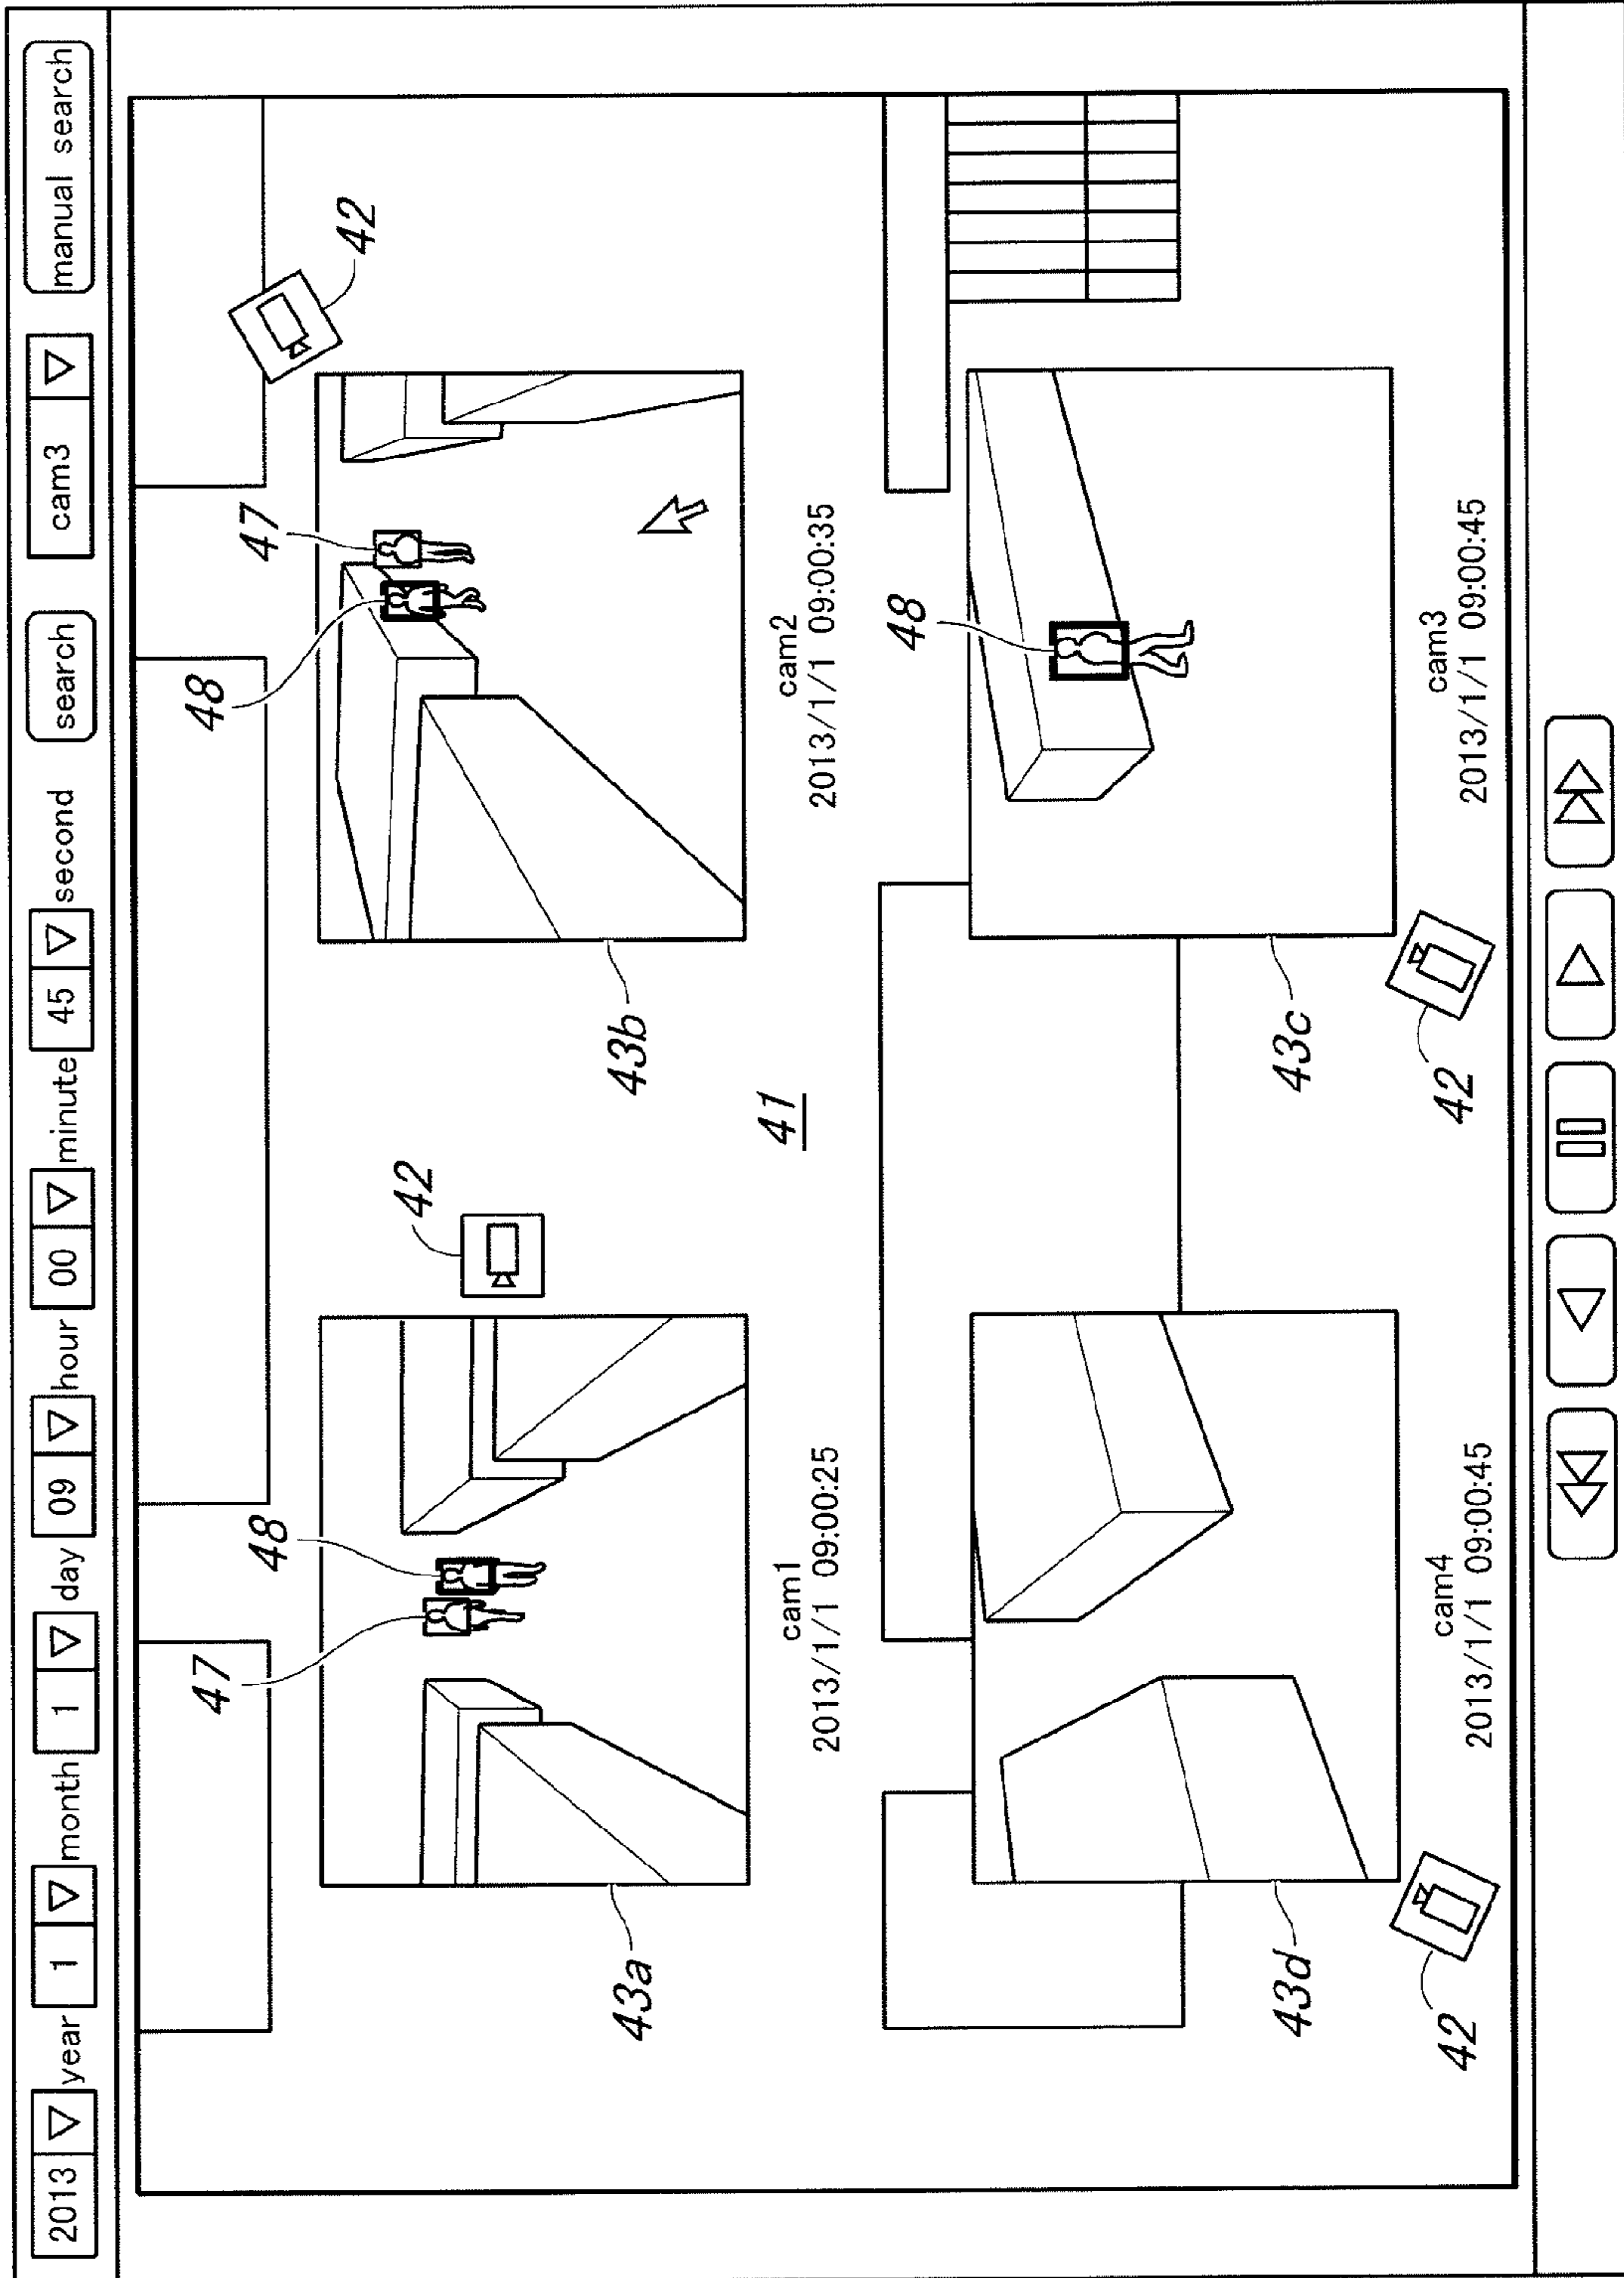 2013 year 1 month 1 day 09 hour 00 minute 45 second search cam3 manual search
47 48 42
48 47 42
43a
cam1
2013/1/1 09:00:25
43b
cam2
2013/1/1 09:00:35
41
48
43d
cam4
2013/1/1 09:00:45
42
43c
cam3
2013/1/1 09:00:45
42